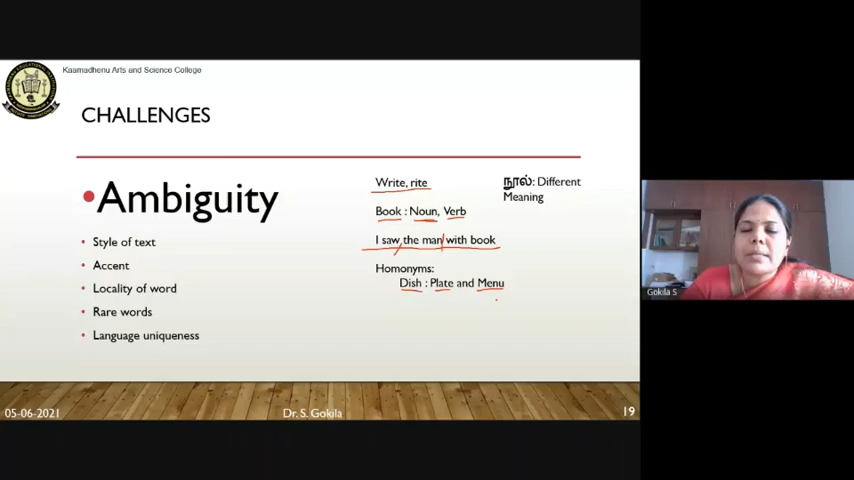 Kaamadhenu Arts and Science College
CHALLENGES
•Ambiguity
• Style of text
• Accent
• Locality of word
• Rare words
• Language uniqueness
Write, rite
Book : Noun, Verb
I saw the man with book
Homonyms:
Dish : Plate and Menu
நூல்: Different
Meaning
Gokila S
05-06-2021
Dr. S. Gokila
19